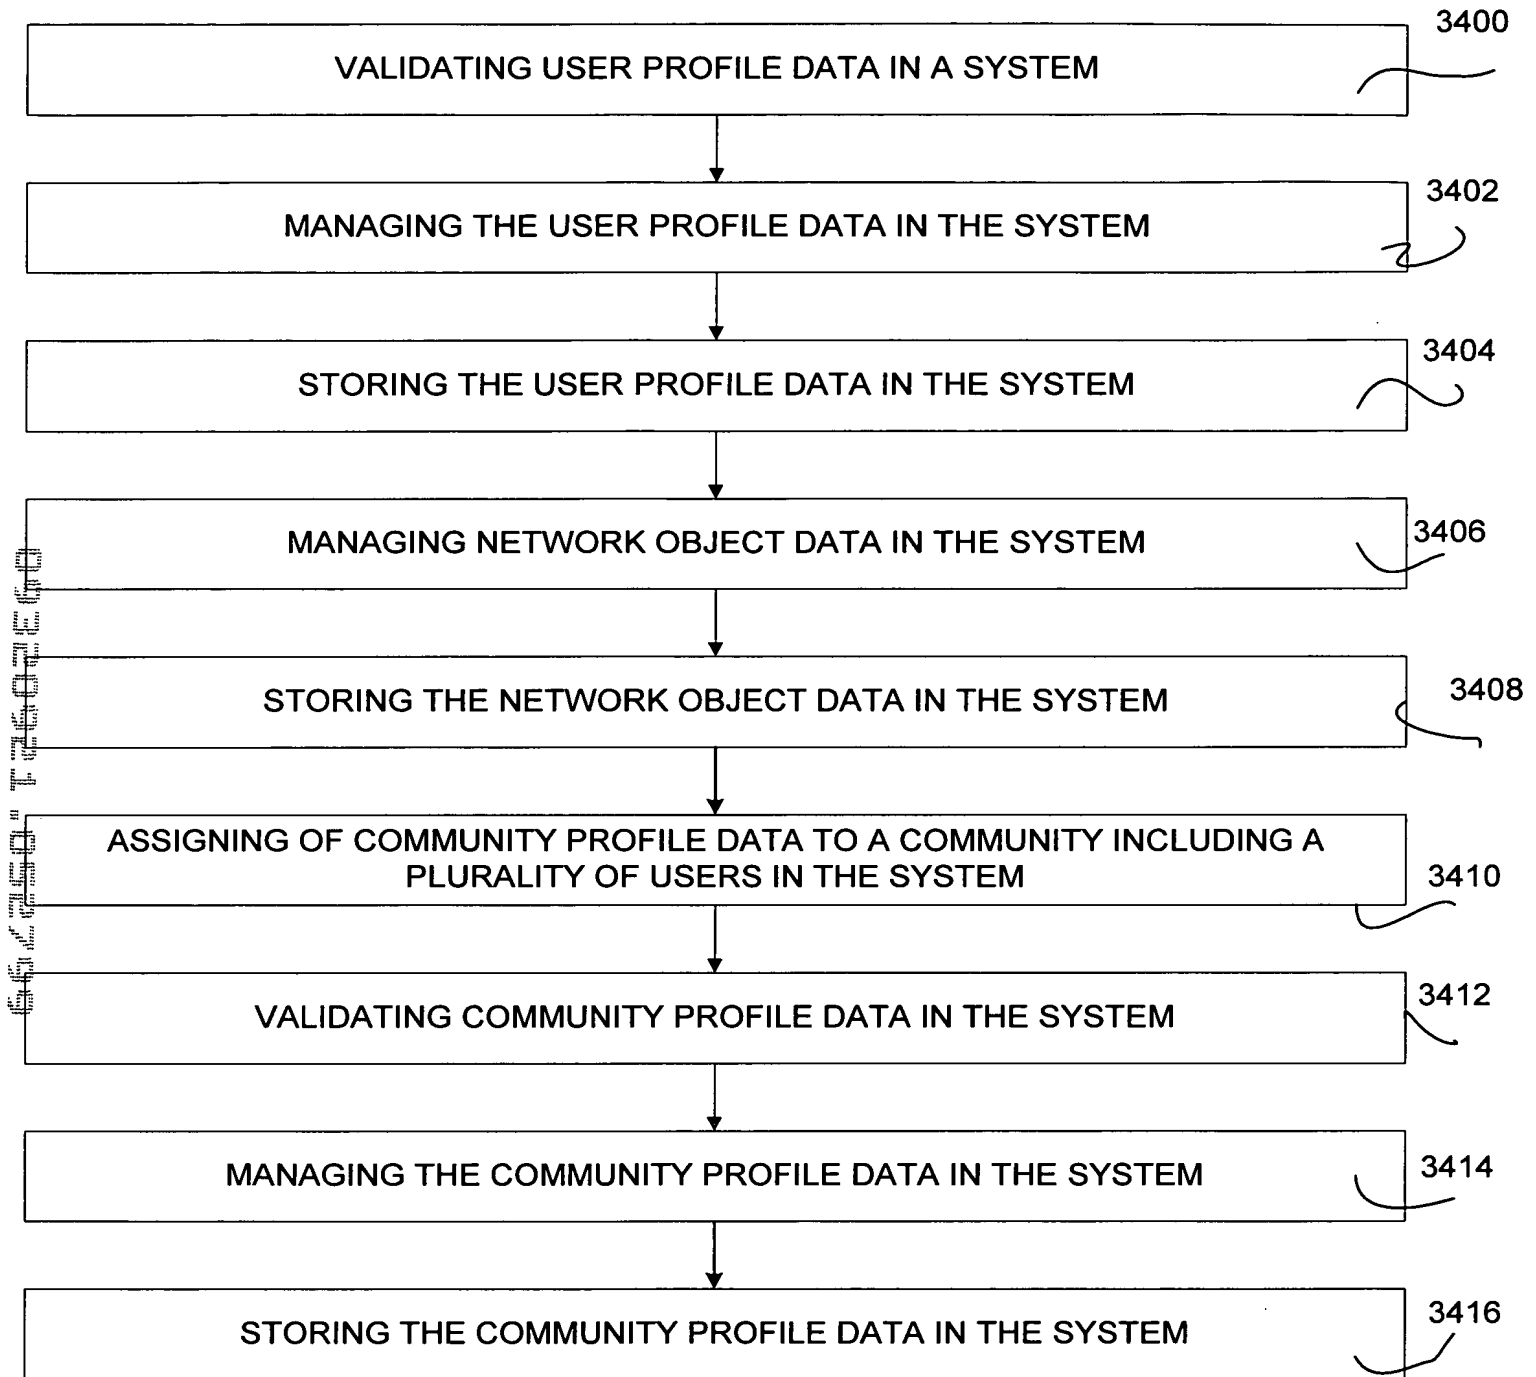 3400
VALIDATING USER PROFILE DATA IN A SYSTEM
3402
MANAGING THE USER PROFILE DATA IN THE SYSTEM
3404
STORING THE USER PROFILE DATA IN THE SYSTEM
3406
MANAGING NETWORK OBJECT DATA IN THE SYSTEM
3408
STORING THE NETWORK OBJECT DATA IN THE SYSTEM
ASSIGNING OF COMMUNITY PROFILE DATA TO A COMMUNITY INCLUDING A
PLURALITY OF USERS IN THE SYSTEM
3410
3412
VALIDATING COMMUNITY PROFILE DATA IN THE SYSTEM
3414
MANAGING THE COMMUNITY PROFILE DATA IN THE SYSTEM
3416
STORING THE COMMUNITY PROFILE DATA IN THE SYSTEM